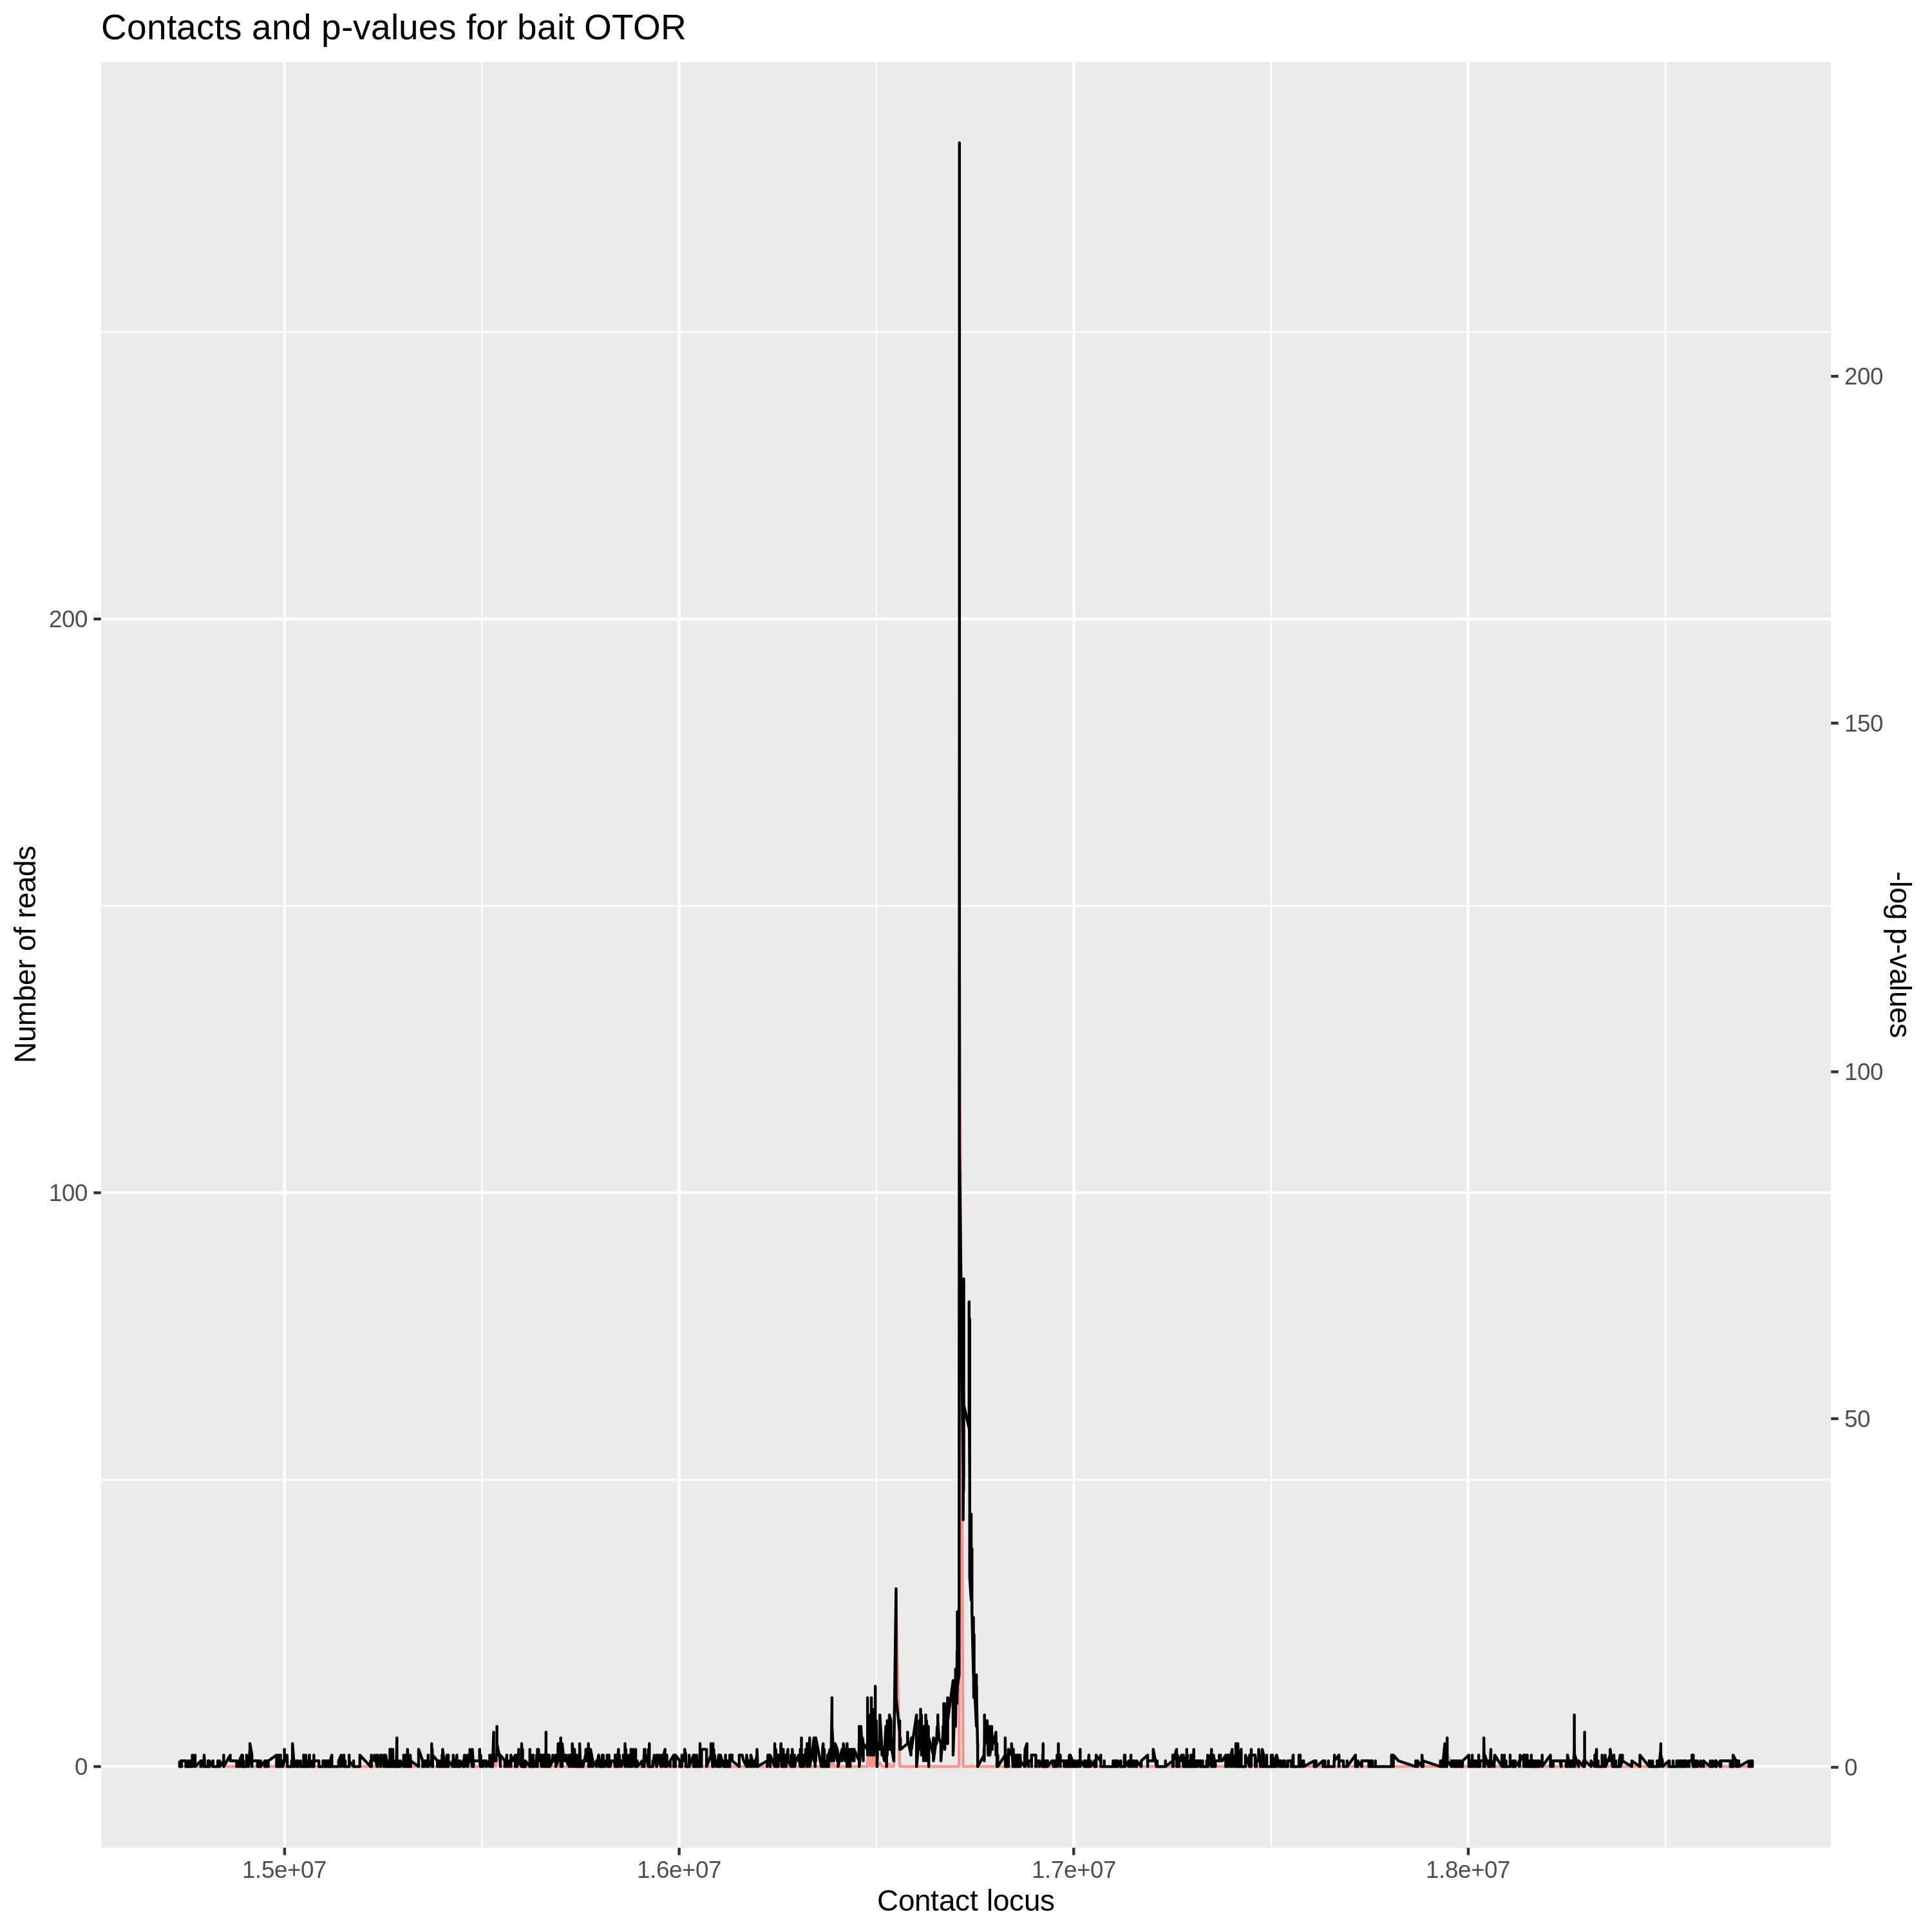 Contacts and p-values for bait OTOR
Number of reads
200
100
0
200
150
100
50
0
-log p-values
1.5e+07
1.6e+07
1.7e+07
1.8e+07
Contact locus